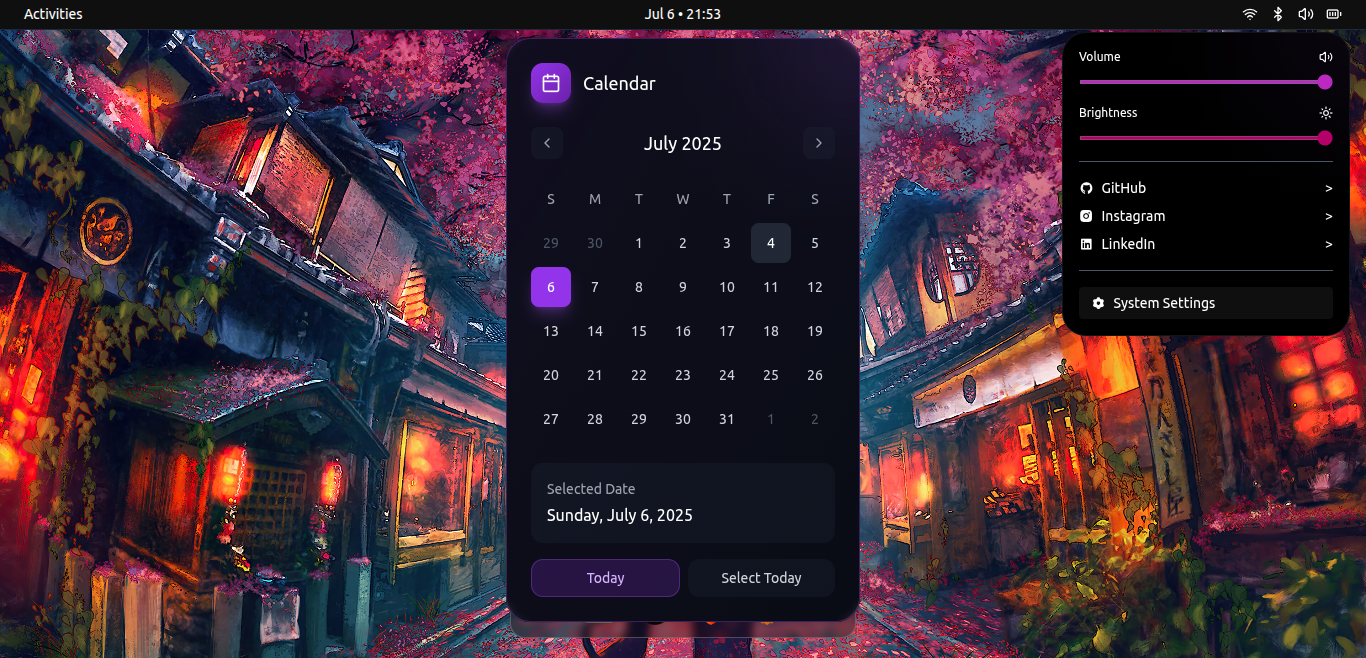 Activities
Jul 6 • 21:53
Calendar
July 2025
S M T W T F S
29 30 1 2 3 4 5
6 7 8 9 10 11 12
13 14 15 16 17 18 19
20 21 22 23 24 25 26
27 28 29 30 31 1 2
Selected Date
Sunday, July 6, 2025
Today Select Today
Volume
Brightness
GitHub >
Instagram >
LinkedIn >
System Settings